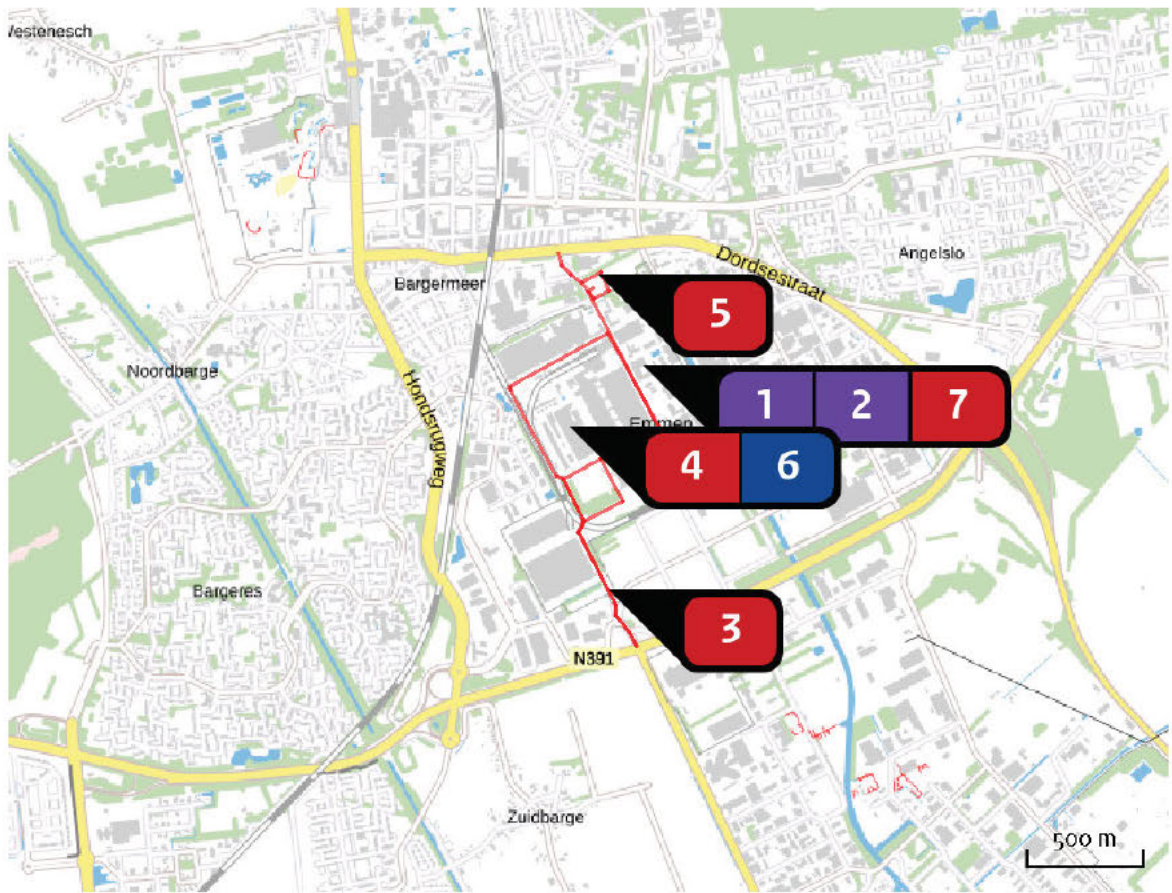 Westenesch
Dordsestraat
Angelslo
Bargermeer
5
Noordbarge
Hondsrugweg
1 2 7
Emmen
4 6
Bargeres
3
N391
Zuidbarge
500 m